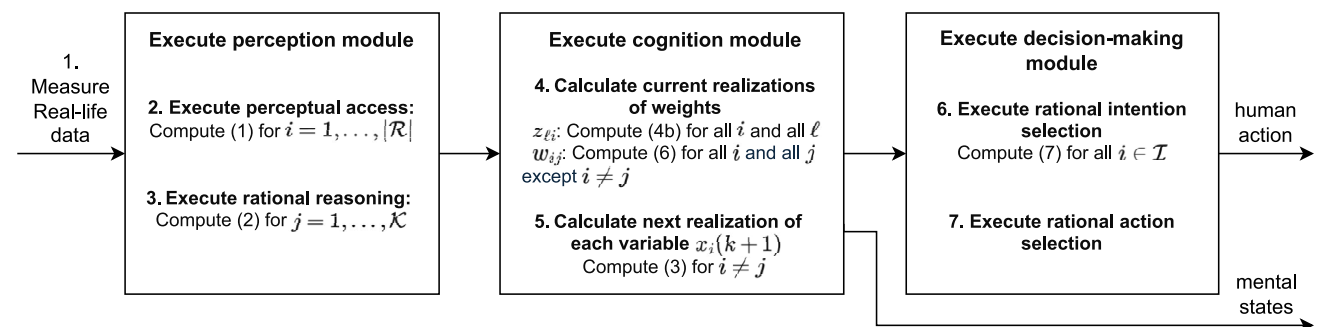 1.
Measure
Real-life
data
Execute perception module
2. Execute perceptual access:
Compute (1) for i = 1, . . . , |ℛ|
3. Execute rational reasoning:
Compute (2) for j = 1, . . . , 𝒦
Execute cognition module
4. Calculate current realizations
of weights
z_{ℓi}: Compute (4b) for all i and all ℓ
w_{ij}: Compute (6) for all i and all j
except i ≠ j
5. Calculate next realization of
each variable x_i(k + 1)
Compute (3) for i ≠ j
Execute decision-making
module
6. Execute rational intention
selection
Compute (7) for all i ∈ ℐ
7. Execute rational action
selection
human
action
mental
states